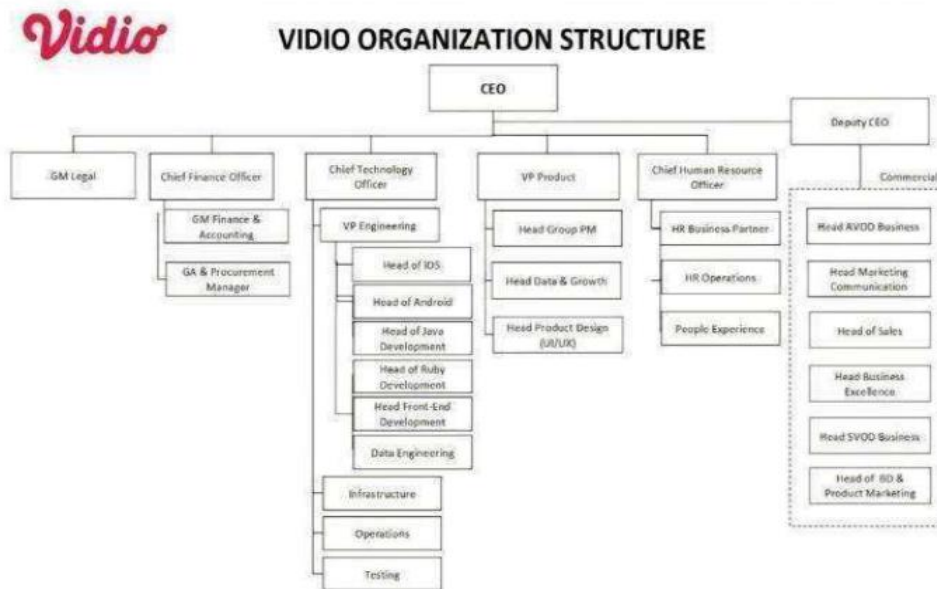 Vidio
VIDIO ORGANIZATION STRUCTURE
CEO
Deputy CEO
GM Legal
Chief Finance Officer
Chief Technology
Officer
VP Product
Chief Human Resource
Officer
Commercial
GM Finance &
Accounting
GA & Procurement
Manager
VP Engineering
Head of iOS
Head of Android
Head of Java
Development
Head of Ruby
Development
Head Front-End
Development
Data Engineering
Infrastructure
Operations
Testing
Head Group PM
Head Data & Growth
Head Product Design
(UI/UX)
HR Business Partner
HR Operations
People Experience
Head AVOD Business
Head Marketing
Communication
Head of Sales
Head Business
Excellence
Head SVOD Business
Head of BD &
Product Marketing